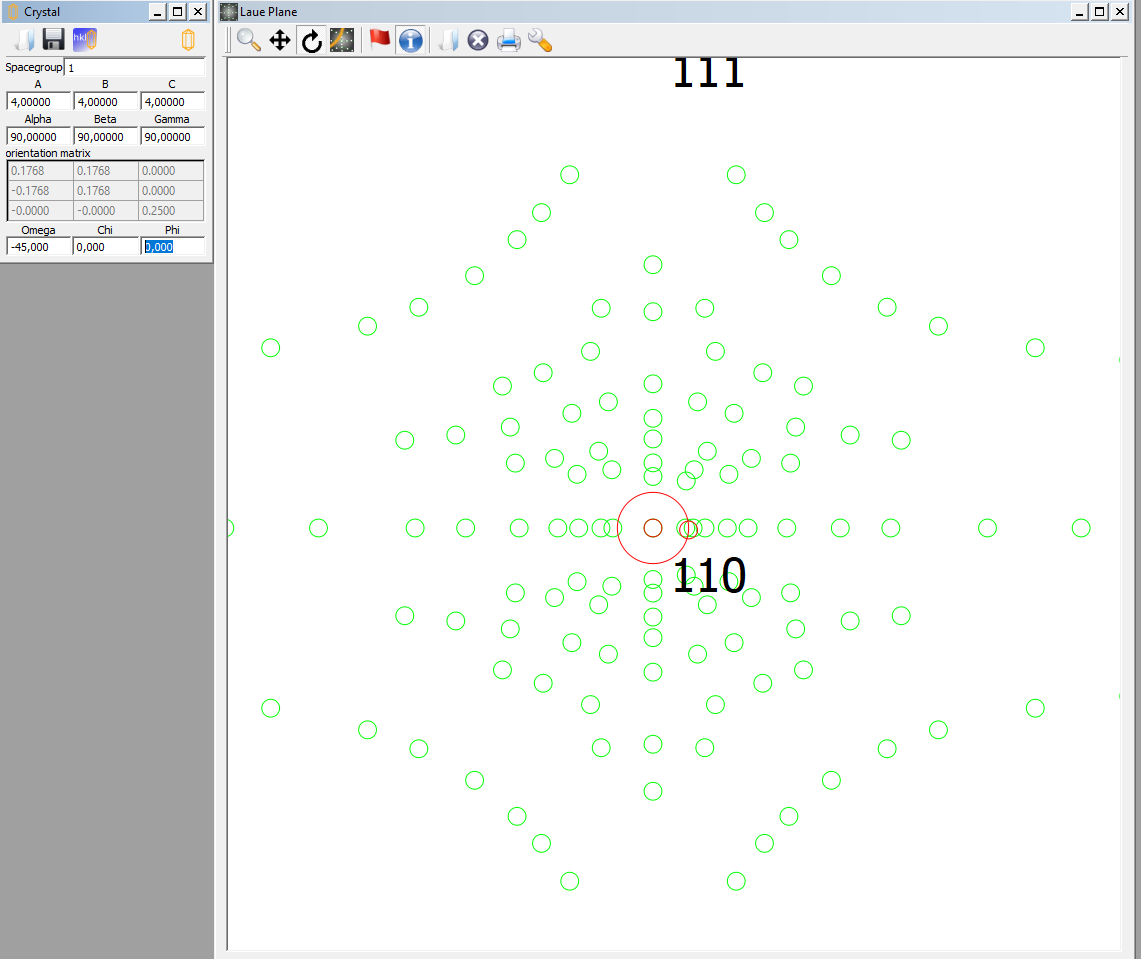 Crystal
Laue Plane
hkl
Spacegroup 1
A B C
4,00000 4,00000 4,00000
Alpha Beta Gamma
90,00000 90,00000 90,00000
orientation matrix
0.1768 0.1768 0.0000
-0.1768 0.1768 0.0000
-0.0000 -0.0000 0.2500
Omega Chi Phi
-45,000 0,000 0,000
111
110